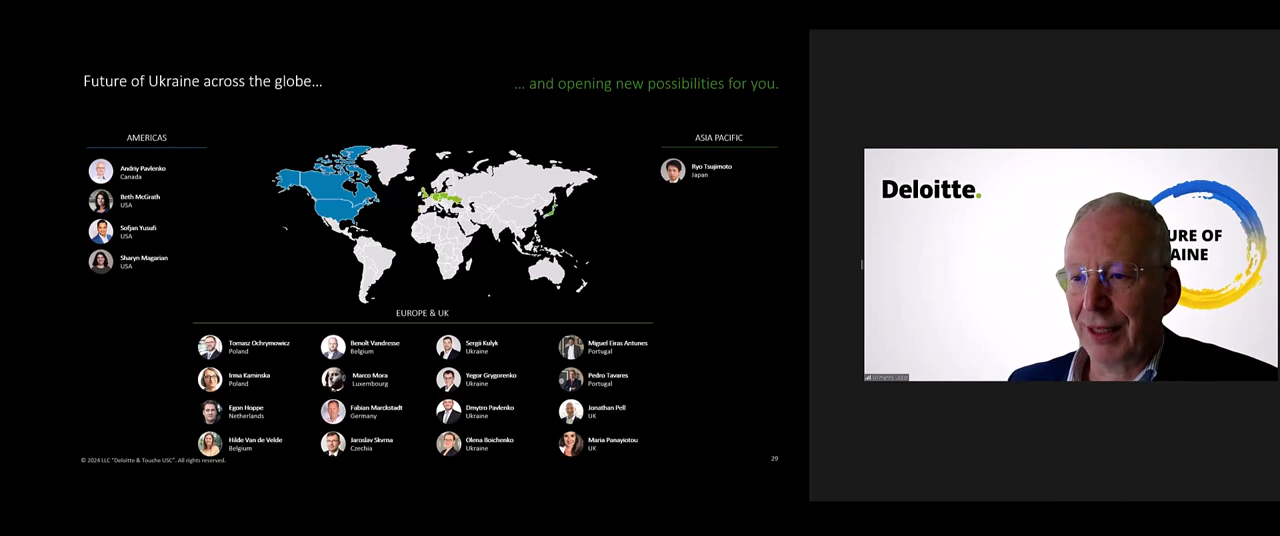 Future of Ukraine across the globe...
... and opening new possibilities for you.
AMERICAS
Andriy Pavlenko
Canada
Beth McGrath
USA
Sofjan Yusufi
USA
Sharyn Magarian
USA
ASIA PACIFIC
Ryo Tsujimoto
Japan
EUROPE & UK
Tomasz Ochrymowicz
Poland
Irma Kaminska
Poland
Egon Hoppe
Netherlands
Hilde Van de Velde
Belgium
Benoît Vandresse
Belgium
Marco Mora
Luxembourg
Fabian Marckstadt
Germany
Jaroslav Skvrna
Czechia
Sergii Kulyk
Ukraine
Yegor Grygorenko
Ukraine
Dmytro Pavlenko
Ukraine
Olena Boichenko
Ukraine
Miguel Eiras Antunes
Portugal
Pedro Tavares
Portugal
Jonathan Pell
UK
Maria Panayiotou
UK
© 2024 LLC "Deloitte & Touche USC". All rights reserved.
29
Deloitte.
URE OF
AINE